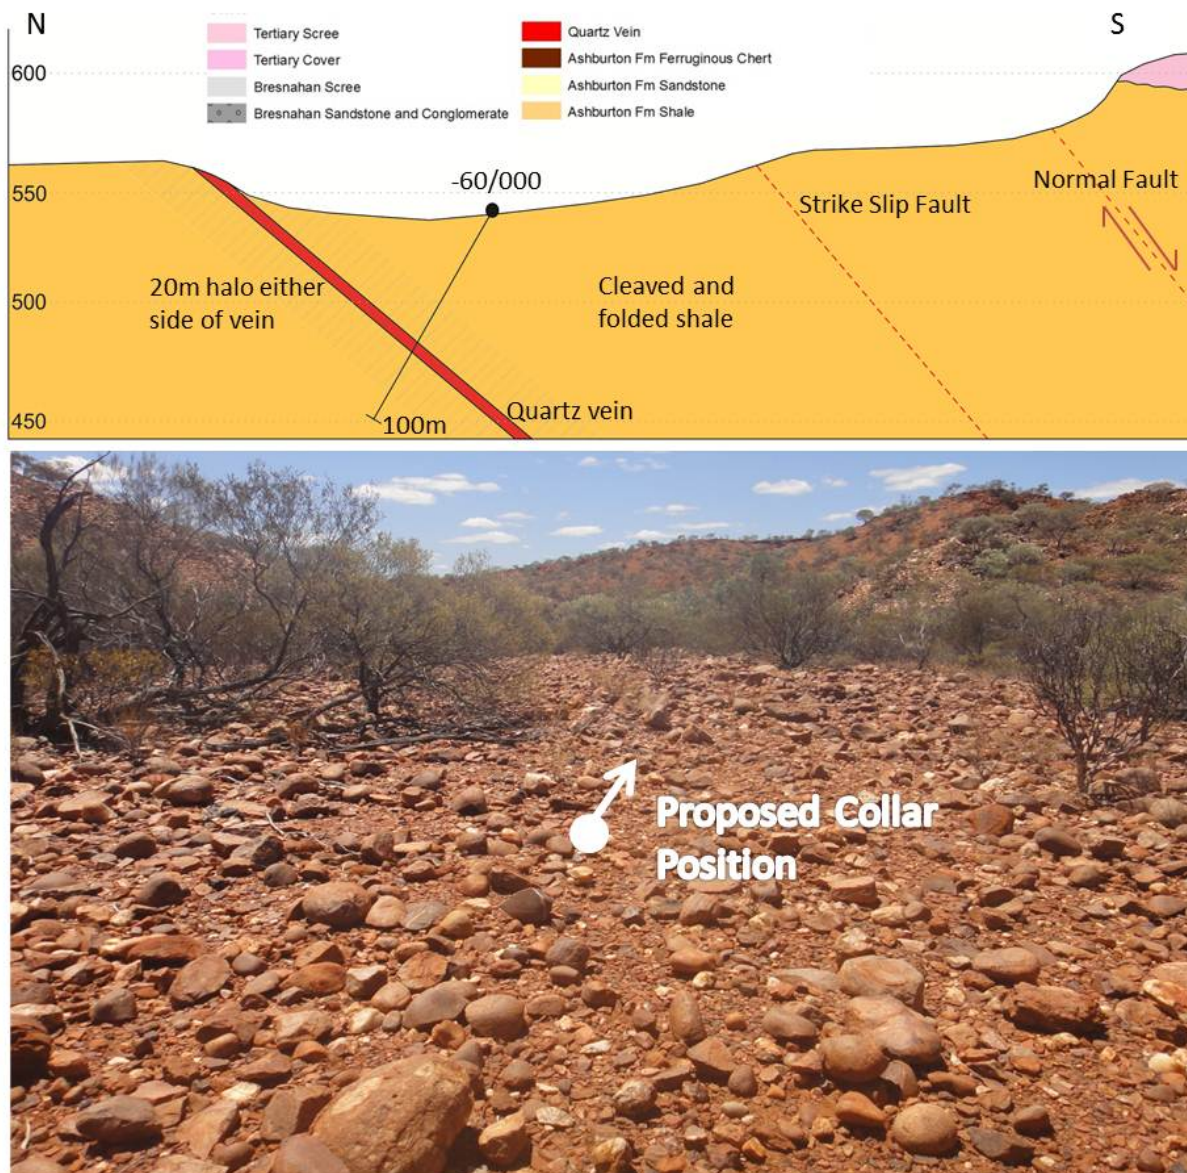 N
S
Tertiary Scree
Tertiary Cover
Bresnahan Scree
Bresnahan Sandstone and Conglomerate
Quartz Vein
Ashburton Fm Ferruginous Chert
Ashburton Fm Sandstone
Ashburton Fm Shale
600
550
500
450
-60/000
Normal Fault
Strike Slip Fault
20m halo either
side of vein
Cleaved and
folded shale
Quartz vein
100m
Proposed Collar
Position